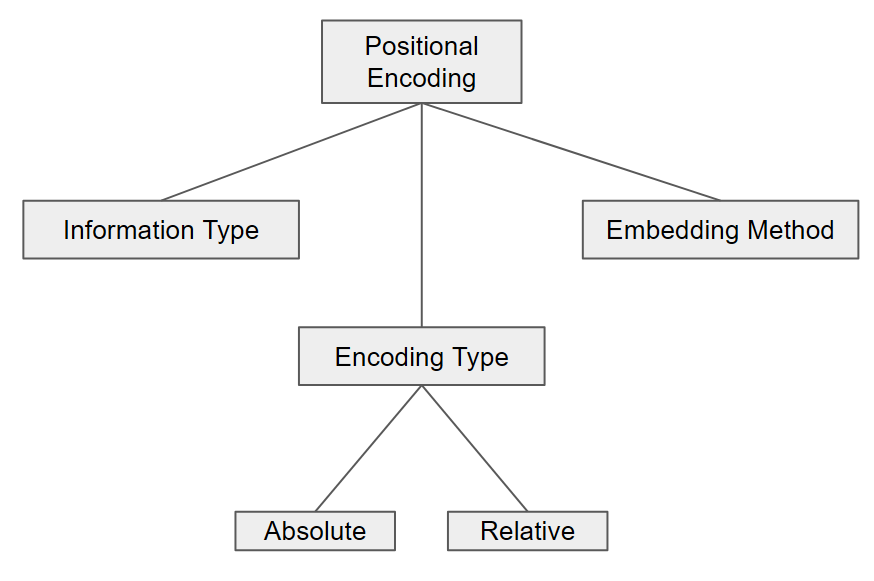 Positional
Encoding
Information Type
Embedding Method
Encoding Type
Absolute
Relative